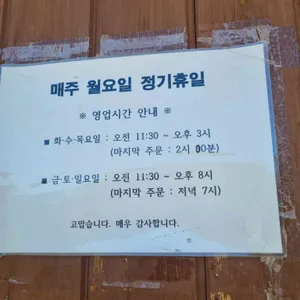 매주 월요일 정기휴일
※ 영업시간 안내 ※
■ 화·수·목요일 : 오전 11:30 ~ 오후 3시
(마지막 주문 : 2시 00분)
■ 금·토·일요일 : 오전 11:30 ~ 오후 8시
(마지막 주문 : 저녁 7시)
고맙습니다. 매우 감사합니다.